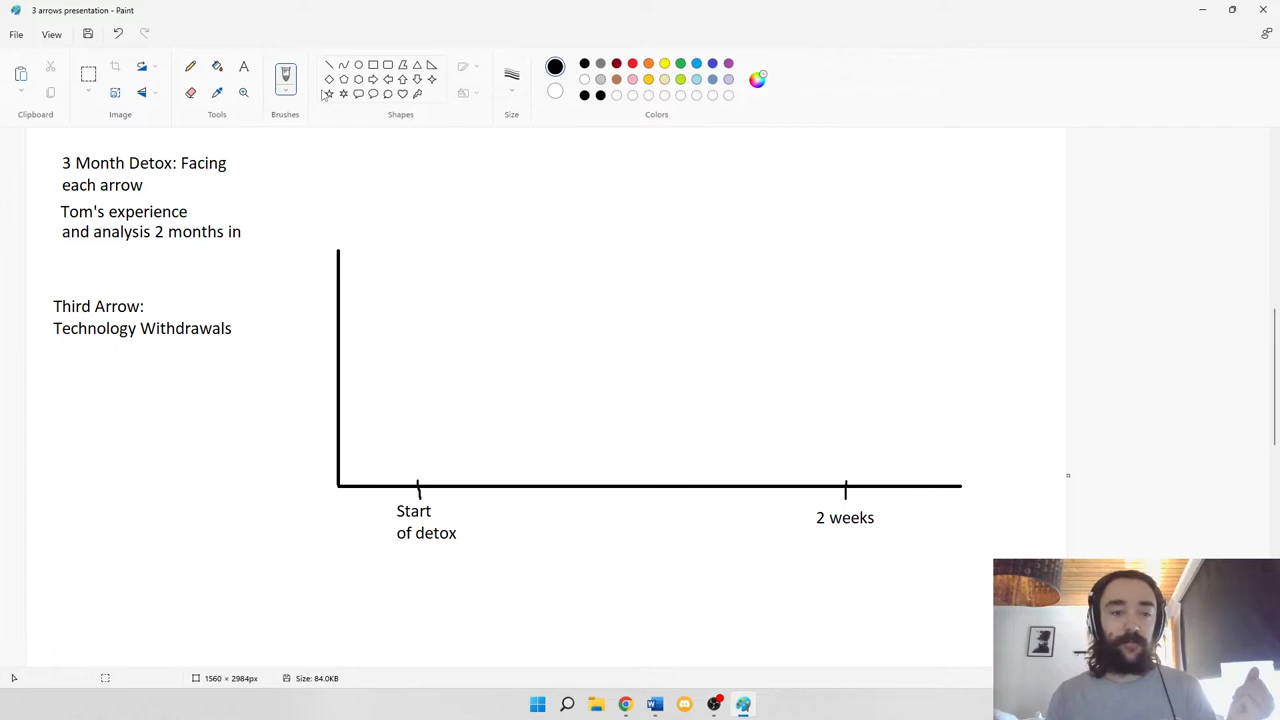 3 arrows presentation - Paint
File
View
Clipboard
Image
Tools
Brushes
Shapes
Size
Colors
3 Month Detox: Facing
each arrow
Tom's experience
and analysis 2 months in
Third Arrow:
Technology Withdrawals
Start
of detox
2 weeks
1560 × 2984px
Size: 84.0KB